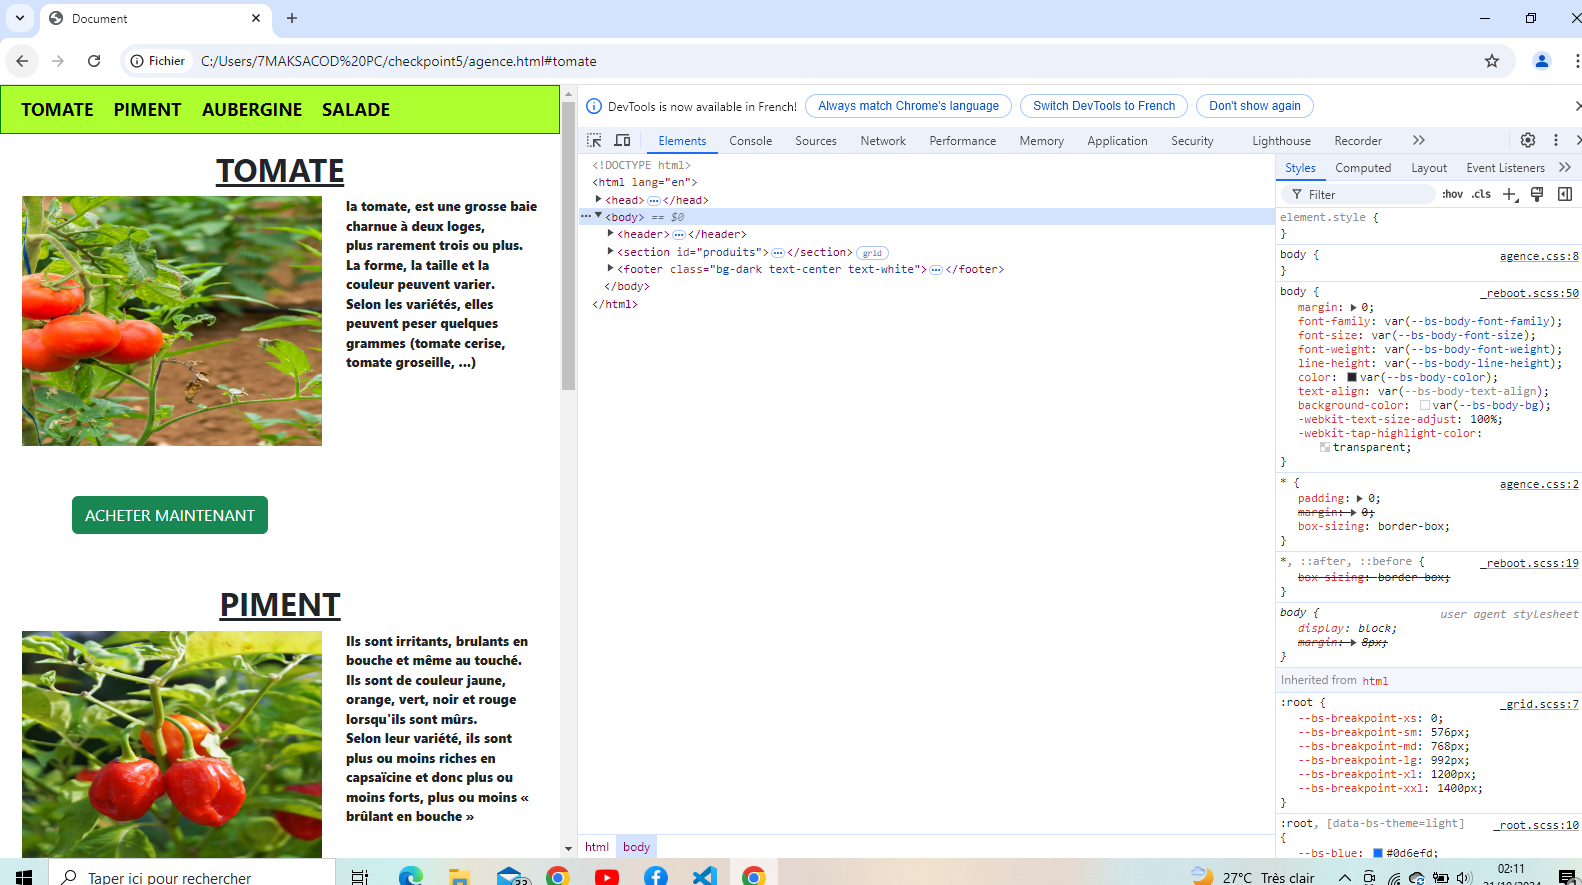 Document
Fichier
C:/Users/7MAKSACOD%20PC/checkpoint5/agence.html#tomate
TOMATE PIMENT AUBERGINE SALADE
TOMATE
la tomate, est une grosse baie
charnue à deux loges,
plus rarement trois ou plus.
La forme, la taille et la
couleur peuvent varier.
Selon les variétés, elles
peuvent peser quelques
grammes (tomate cerise,
tomate groseille, ...)
ACHETER MAINTENANT
PIMENT
Ils sont irritants, brulants en
bouche et même au touché.
Ils sont de couleur jaune,
orange, vert, noir et rouge
lorsqu'ils sont mûrs.
Selon leur variété, ils sont
plus ou moins riches en
capsaïcine et donc plus ou
moins forts, plus ou moins «
brûlant en bouche »
DevTools is now available in French! Always match Chrome's language Switch DevTools to French Don't show again
Elements Console Sources Network Performance Memory Application Security Lighthouse Recorder
<!DOCTYPE html>
<html lang="en">
<head> ··· </head>
··· <body> == $0
<header> ··· </header>
<section id="produits"> ··· </section> grid
<footer class="bg-dark text-center text-white"> ··· </footer>
</body>
</html>
html body
Styles Computed Layout Event Listeners
Filter :hov .cls
element.style {
}
body { agence.css:8
}
body { _reboot.scss:50
margin: 0;
font-family: var(--bs-body-font-family);
font-size: var(--bs-body-font-size);
font-weight: var(--bs-body-font-weight);
line-height: var(--bs-body-line-height);
color: var(--bs-body-color);
text-align: var(--bs-body-text-align);
background-color: var(--bs-body-bg);
-webkit-text-size-adjust: 100%;
-webkit-tap-highlight-color:
transparent;
}
* { agence.css:2
padding: 0;
margin: 0;
box-sizing: border-box;
}
*, ::after, ::before { _reboot.scss:19
box-sizing: border-box;
}
body { user agent stylesheet
display: block;
margin: 8px;
}
Inherited from html
:root { _grid.scss:7
--bs-breakpoint-xs: 0;
--bs-breakpoint-sm: 576px;
--bs-breakpoint-md: 768px;
--bs-breakpoint-lg: 992px;
--bs-breakpoint-xl: 1200px;
--bs-breakpoint-xxl: 1400px;
}
:root, [data-bs-theme=light] _root.scss:10
{
--bs-blue: #0d6efd;
Taper ici pour rechercher
27°C Très clair
02:11